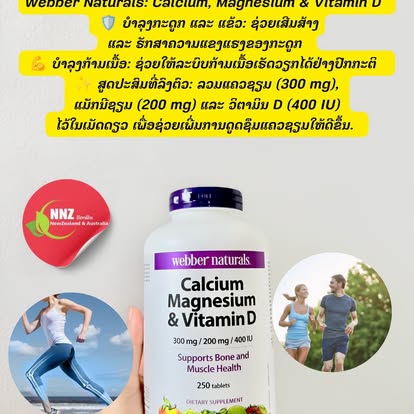 Webber Naturals: Calcium, Magnesium & Vitamin D
🛡️ ບຳລຸງກະດູກ ແລະ ແຂ້ວ: ຊ່ວຍເສີມສ້າງ
ແລະ ຮັກສາຄວາມແຂງແຮງຂອງກະດູກ
💪 ບຳລຸງກ້າມເນື້ອ: ຊ່ວຍໃຫ້ລະບົບກ້າມເນື້ອເຮັດວຽກໄດ້ຢ່າງປົກກະຕິ
✨ ສູດປະສົມທີ່ລົງຕົວ: ລວມແຄວຊຽມ (300 mg),
ແມັກນີຊຽມ (200 mg) ແລະ ວິຕາມິນ D (400 IU)
ໄວ້ໃນເມັດດຽວ ເພື່ອຊ່ວຍເພີ່ມການດູດຊຶມແຄວຊຽມໃຫ້ດີຂຶ້ນ.
NNZ
NewZealand & Australia
webber naturals
Calcium
Magnesium
& Vitamin D
300 mg / 200 mg / 400 IU
Supports Bone and
Muscle Health
250 tablets
DIETARY SUPPLEMENT